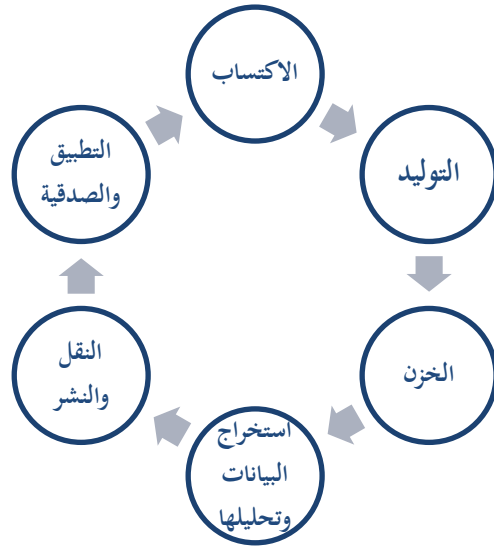 الاكتساب
التوليد
الخزن
استخراج
البيانات
وتحليلها
النقل
والنشر
التطبيق
والصدقية